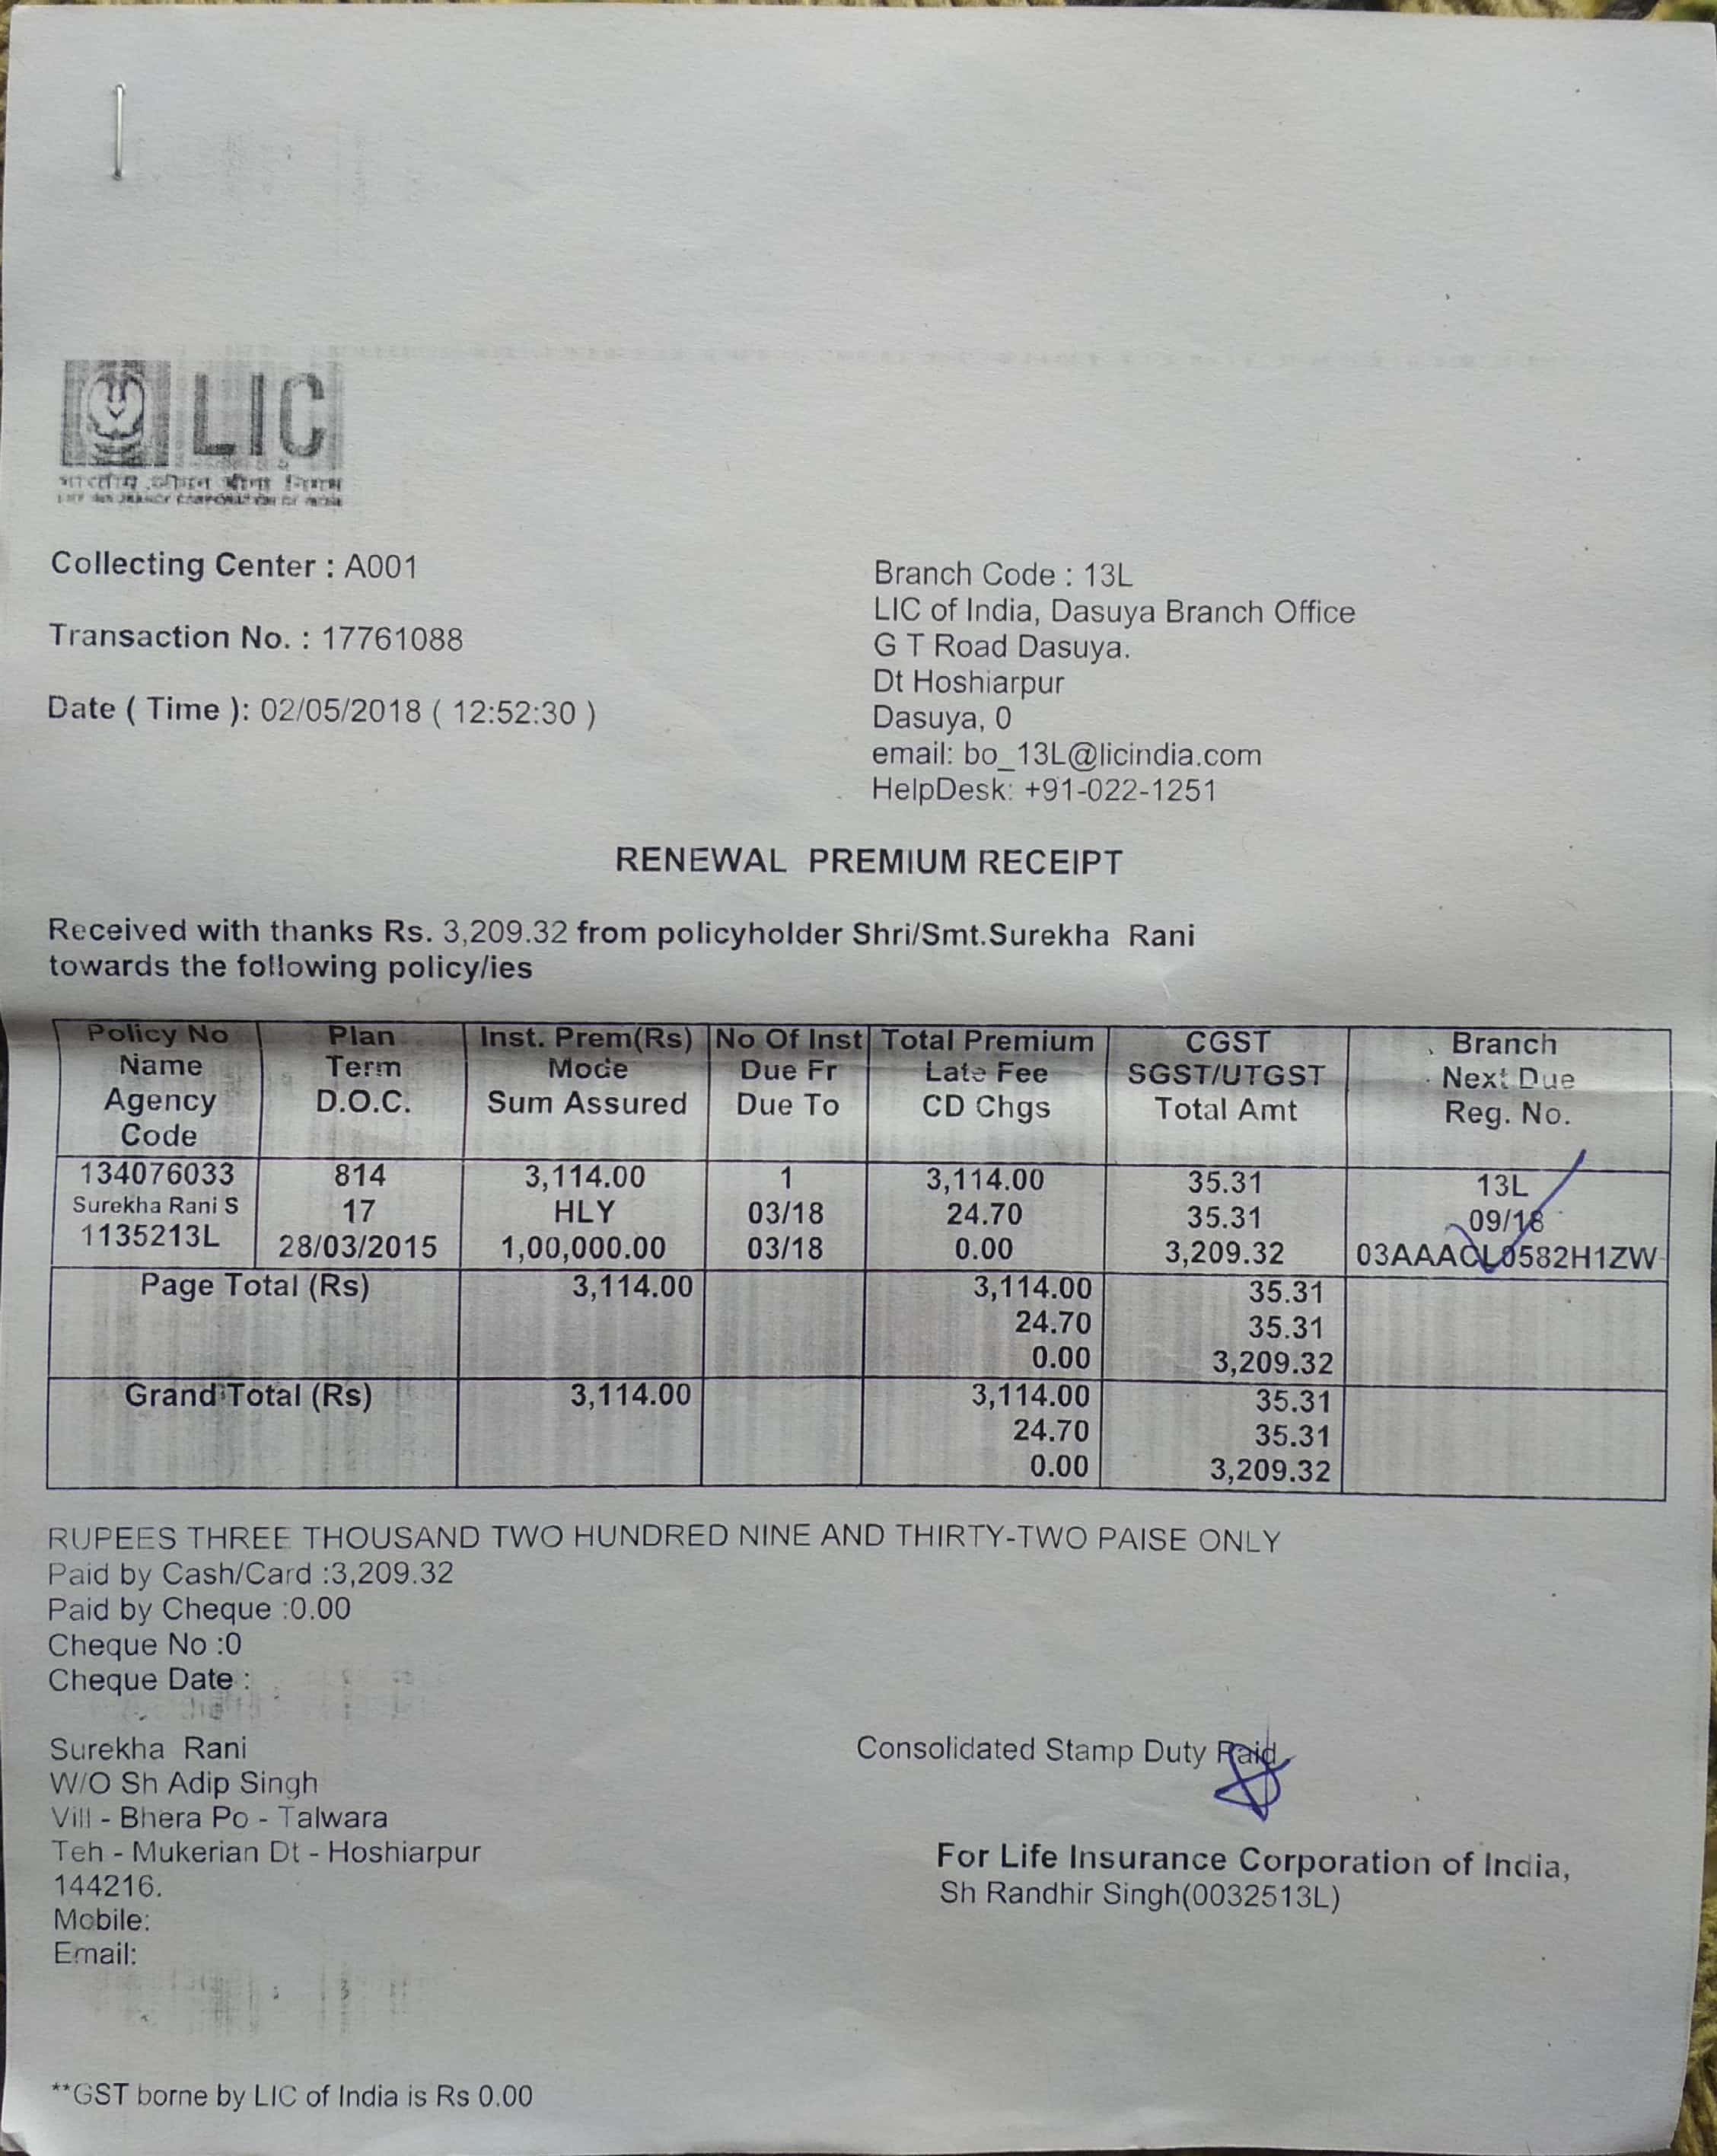 LIC
भारतीय जीवन बीमा निगम
LIFE INSURANCE CORPORATION OF INDIA
Collecting Center : A001
Transaction No. : 17761088
Date ( Time ): 02/05/2018 ( 12:52:30 )
Branch Code : 13L
LIC of India, Dasuya Branch Office
G T Road Dasuya.
Dt Hoshiarpur
Dasuya, 0
email: bo_13L@licindia.com
HelpDesk: +91-022-1251
RENEWAL PREMIUM RECEIPT
Received with thanks Rs. 3,209.32 from policyholder Shri/Smt.Surekha Rani
towards the following policy/ies
Policy No Plan Inst. Prem(Rs) No Of Inst Total Premium CGST Branch
Name Term Mode Due Fr Late Fee SGST/UTGST Next Due
Agency D.O.C. Sum Assured Due To CD Chgs Total Amt Reg. No.
Code
134076033 814 3,114.00 1 3,114.00 35.31 13L
Surekha Rani S 17 HLY 03/18 24.70 35.31 09/18
1135213L 28/03/2015 1,00,000.00 03/18 0.00 3,209.32 03AAACL0582H1ZW
Page Total (Rs) 3,114.00 3,114.00 35.31
24.70 35.31
0.00 3,209.32
Grand Total (Rs) 3,114.00 3,114.00 35.31
24.70 35.31
0.00 3,209.32
RUPEES THREE THOUSAND TWO HUNDRED NINE AND THIRTY-TWO PAISE ONLY
Paid by Cash/Card :3,209.32
Paid by Cheque :0.00
Cheque No :0
Cheque Date :
Surekha Rani
W/O Sh Adip Singh
Vill - Bhera Po - Talwara
Teh - Mukerian Dt - Hoshiarpur
144216.
Mobile:
Email:
Consolidated Stamp Duty Paid
For Life Insurance Corporation of India,
Sh Randhir Singh(0032513L)
**GST borne by LIC of India is Rs 0.00